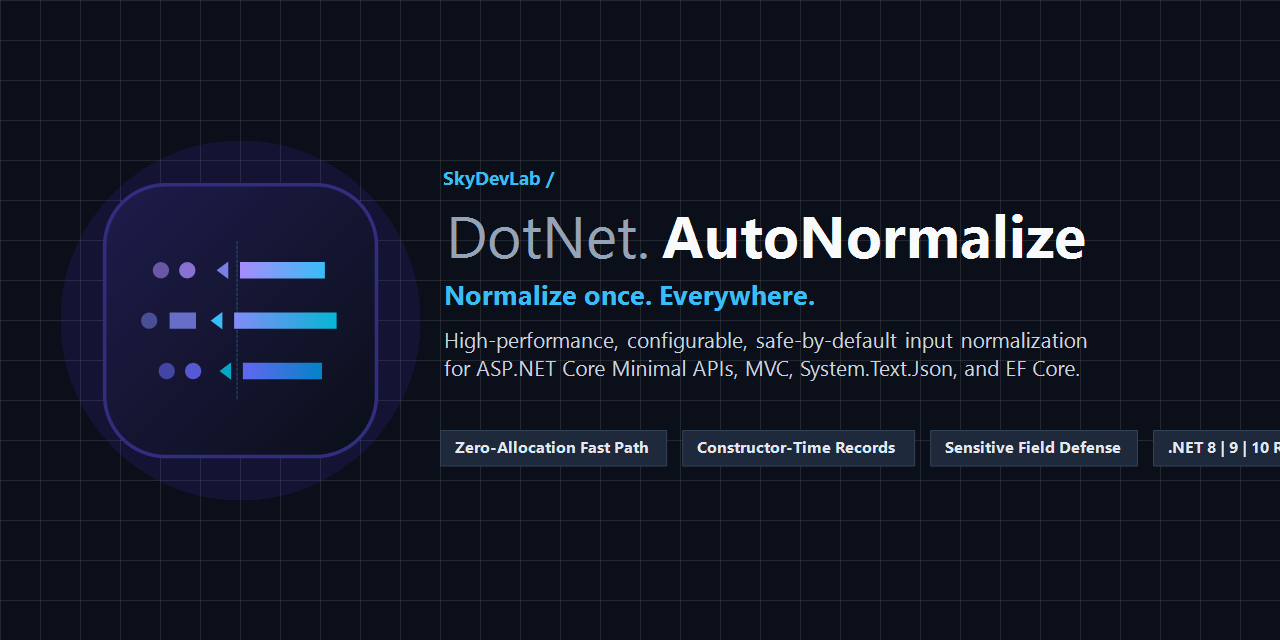 SkyDevLab /
DotNet. AutoNormalize
Normalize once. Everywhere.
High-performance, configurable, safe-by-default input normalization
for ASP.NET Core Minimal APIs, MVC, System.Text.Json, and EF Core.
Zero-Allocation Fast Path Constructor-Time Records Sensitive Field Defense .NET 8 | 9 | 10